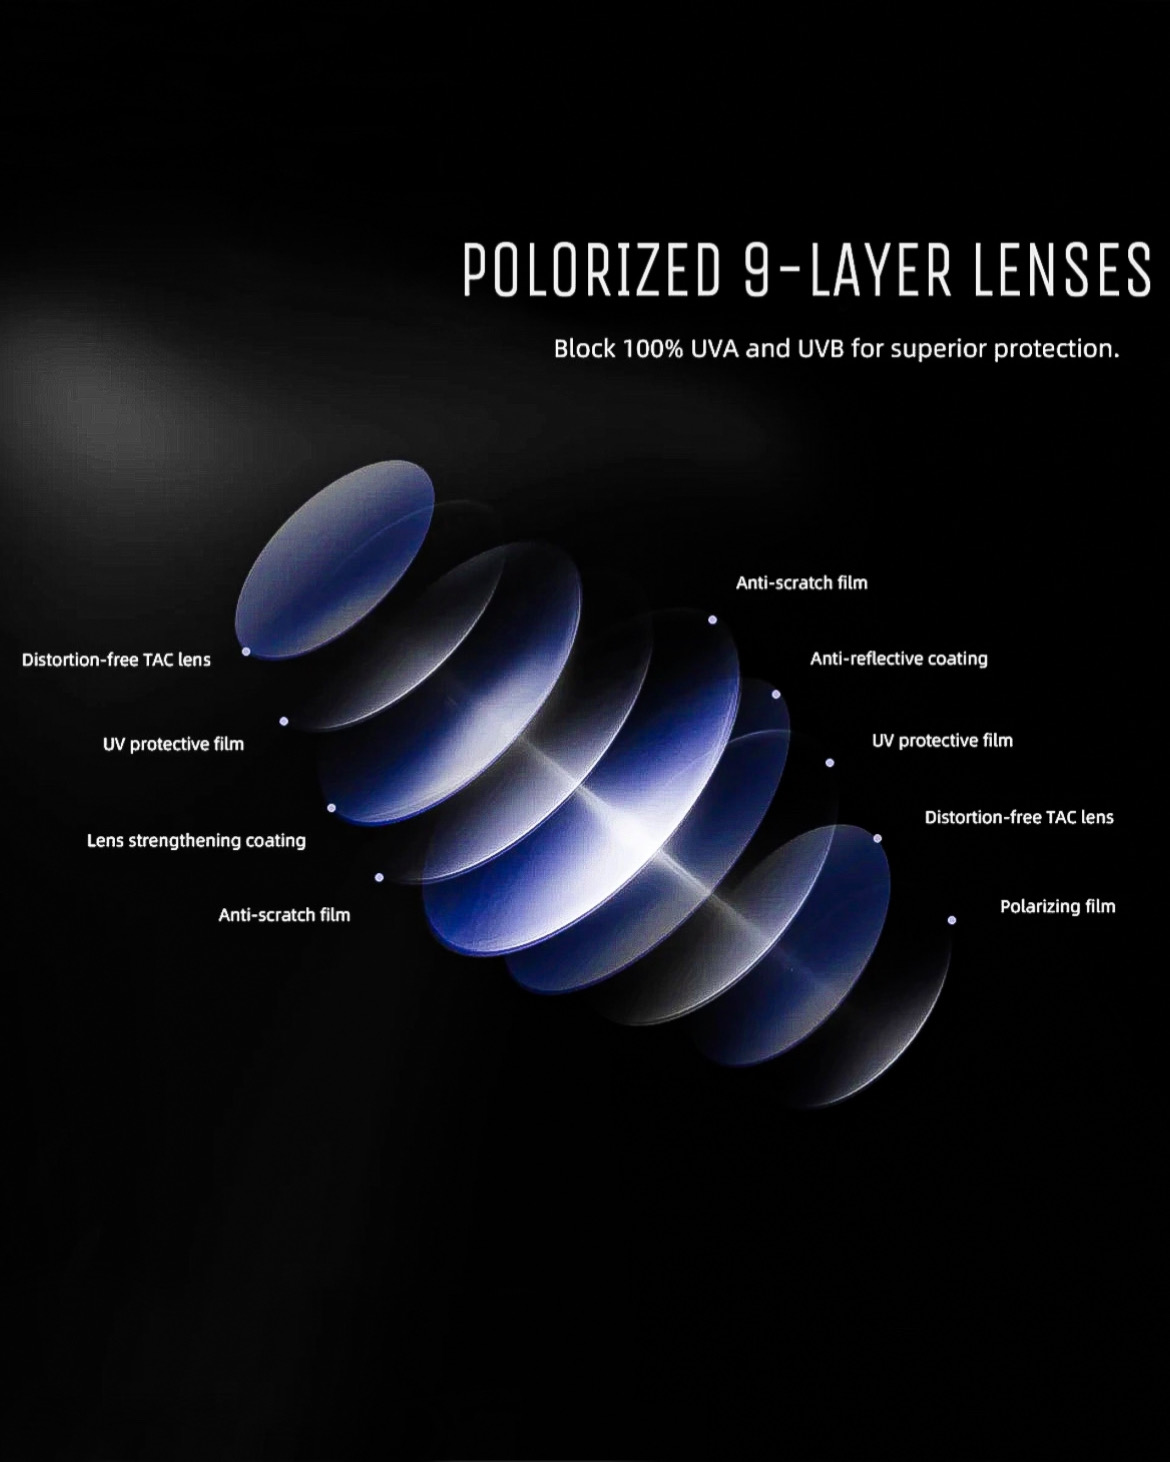 POLORIZED 9-LAYER LENSES
Block 100% UVA and UVB for superior protection.
Anti-scratch film
Anti-reflective coating
UV protective film
Distortion-free TAC lens
Polarizing film
Distortion-free TAC lens
UV protective film
Lens strengthening coating
Anti-scratch film